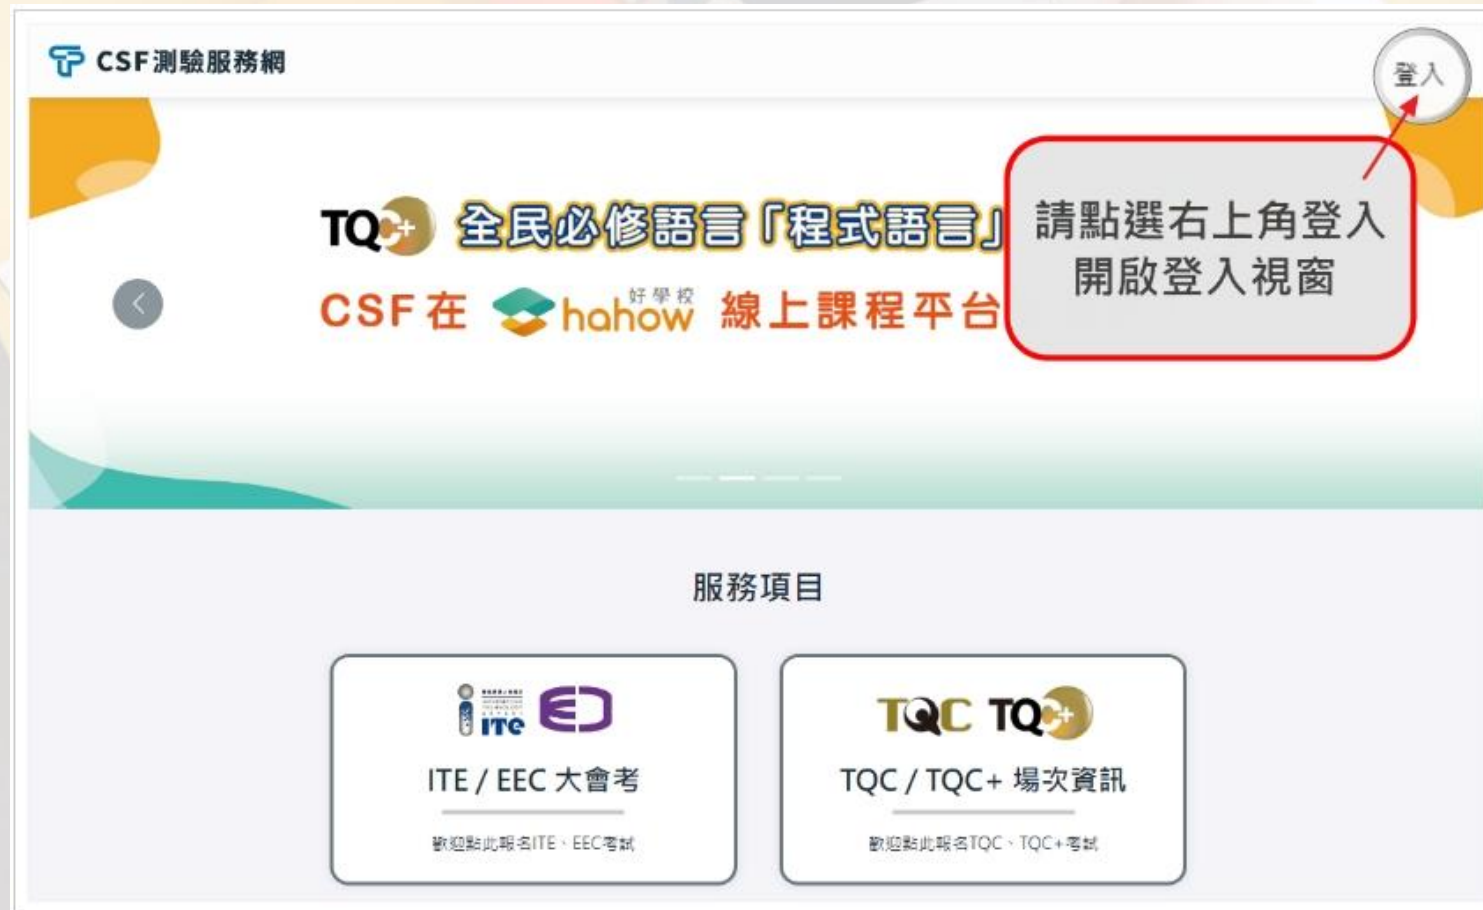 CSF測驗服務網
登入
TQC+ 全民必修語言「程式語言」
CSF在 hahow 好學校 線上課程平台
請點選右上角登入
開啟登入視窗
服務項目
iTe
TQC TQC+
ITE / EEC 大會考
TQC / TQC+ 場次資訊
歡迎點此報名ITE、EEC考試
歡迎點此報名TQC、TQC+考試